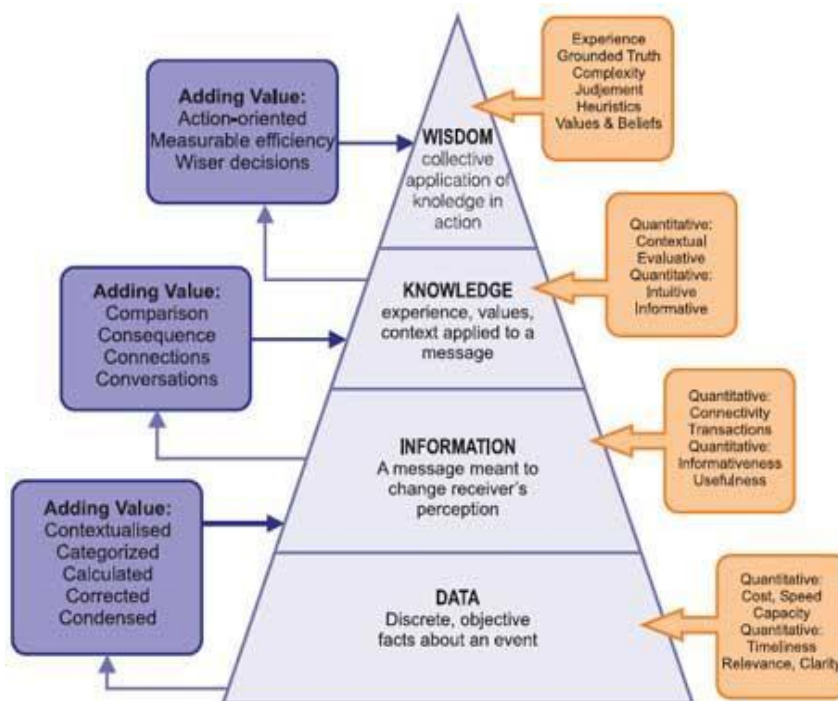 Experience
Grounded Truth
Complexity
Judgement
Heuristics
Values & Beliefs
Adding Value:
Action-oriented
Measurable efficiency
Wiser decisions
WISDOM
collective
application of
knoledge in
action
Quantitative:
Contextual
Evaluative
Quantitative:
Intuitive
Informative
Adding Value:
Comparison
Consequence
Connections
Conversations
KNOWLEDGE
experience, values,
context applied to a
message
Quantitative:
Connectivity
Transactions
Quantitative:
Informativeness
Usefulness
Adding Value:
Contextualised
Categorized
Calculated
Corrected
Condensed
INFORMATION
A message meant to
change receiver's
perception
DATA
Discrete, objective
facts about an event
Quantitative:
Cost, Speed
Capacity
Quantitative:
Timeliness
Relevance, Clarity